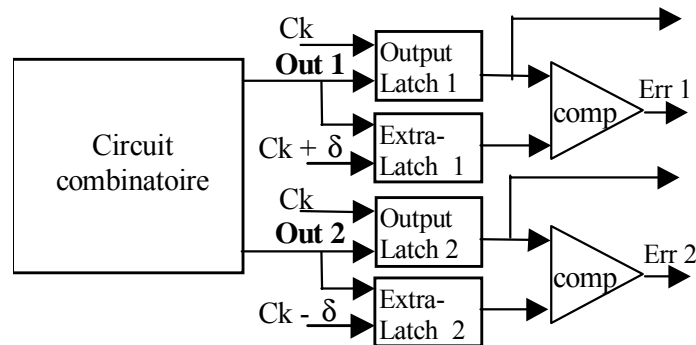 Ck
Out 1
Output
Latch 1
Err 1
comp
Circuit
combinatoire
Ck + δ
Extra-
Latch 1
Ck
Out 2
Output
Latch 2
Err 2
comp
Ck - δ
Extra-
Latch 2